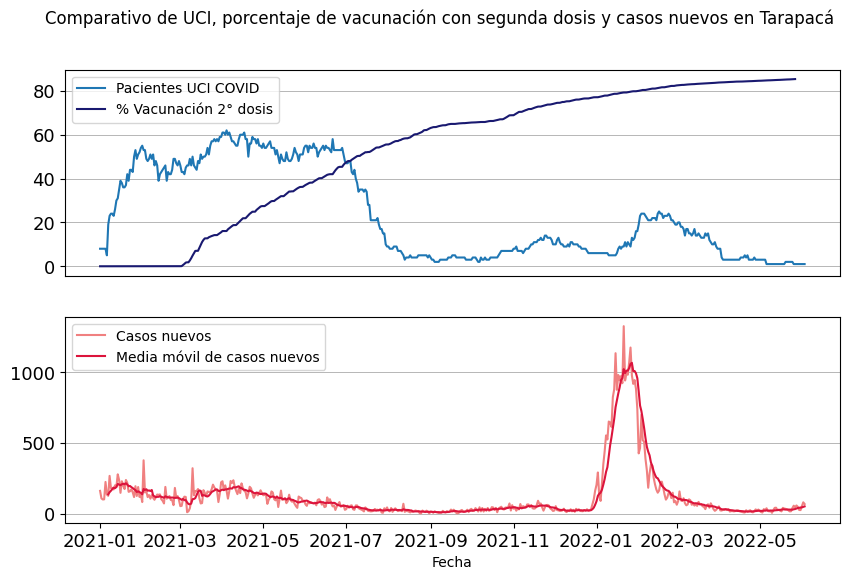 Comparativo de UCI, porcentaje de vacunación con segunda dosis y casos nuevos en Tarapacá
Pacientes UCI COVID
% Vacunación 2° dosis
80
60
40
20
0
Casos nuevos
Media móvil de casos nuevos
1000
500
0
2021-01 2021-03 2021-05 2021-07 2021-09 2021-11 2022-01 2022-03 2022-05
Fecha